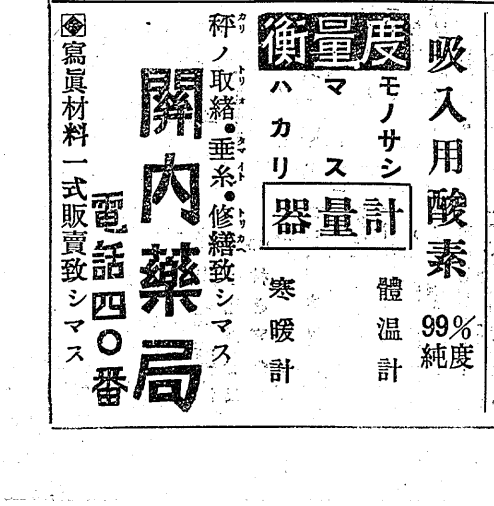 吸入用酸素 99%純度
度量衡
モノサシ
マス
ハカリ
計量器
體温計
寒暖計
秤ノ取緒・垂糸・修繕致シマス
關内藥局
電話四〇番
寫眞材料一式販賣致シマス